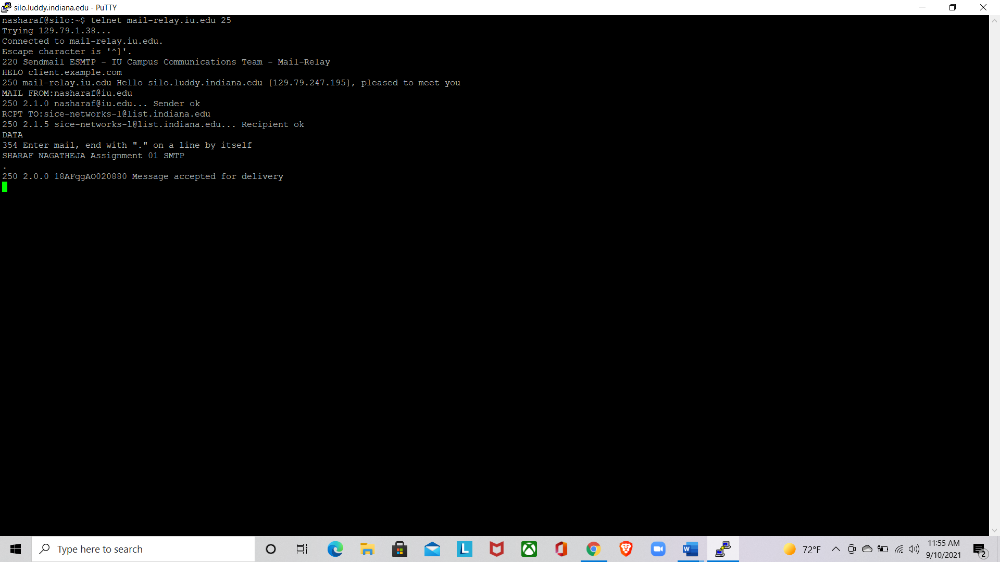 silo.luddy.indiana.edu - PuTTY
nasharaf@silo:~$ telnet mail-relay.iu.edu 25
Trying 129.79.1.38...
Connected to mail-relay.iu.edu.
Escape character is '^]'.
220 Sendmail ESMTP - IU Campus Communications Team - Mail-Relay
HELO client.example.com
250 mail-relay.iu.edu Hello silo.luddy.indiana.edu [129.79.247.195], pleased to meet you
MAIL FROM:nasharaf@iu.edu
250 2.1.0 nasharaf@iu.edu... Sender ok
RCPT TO:sice-networks-l@list.indiana.edu
250 2.1.5 sice-networks-l@list.indiana.edu... Recipient ok
DATA
354 Enter mail, end with "." on a line by itself
SHARAF NAGATHEJA Assignment 01 SMTP
.
250 2.0.0 18AFqgAO020880 Message accepted for delivery
Type here to search
L
W
72°F
11:55 AM
9/10/2021
2